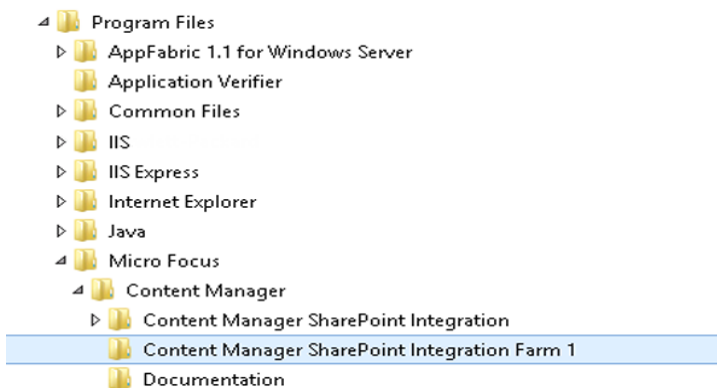 Program Files
AppFabric 1.1 for Windows Server
Application Verifier
Common Files
IIS
IIS Express
Internet Explorer
Java
Micro Focus
Content Manager
Content Manager SharePoint Integration
Content Manager SharePoint Integration Farm 1
Documentation